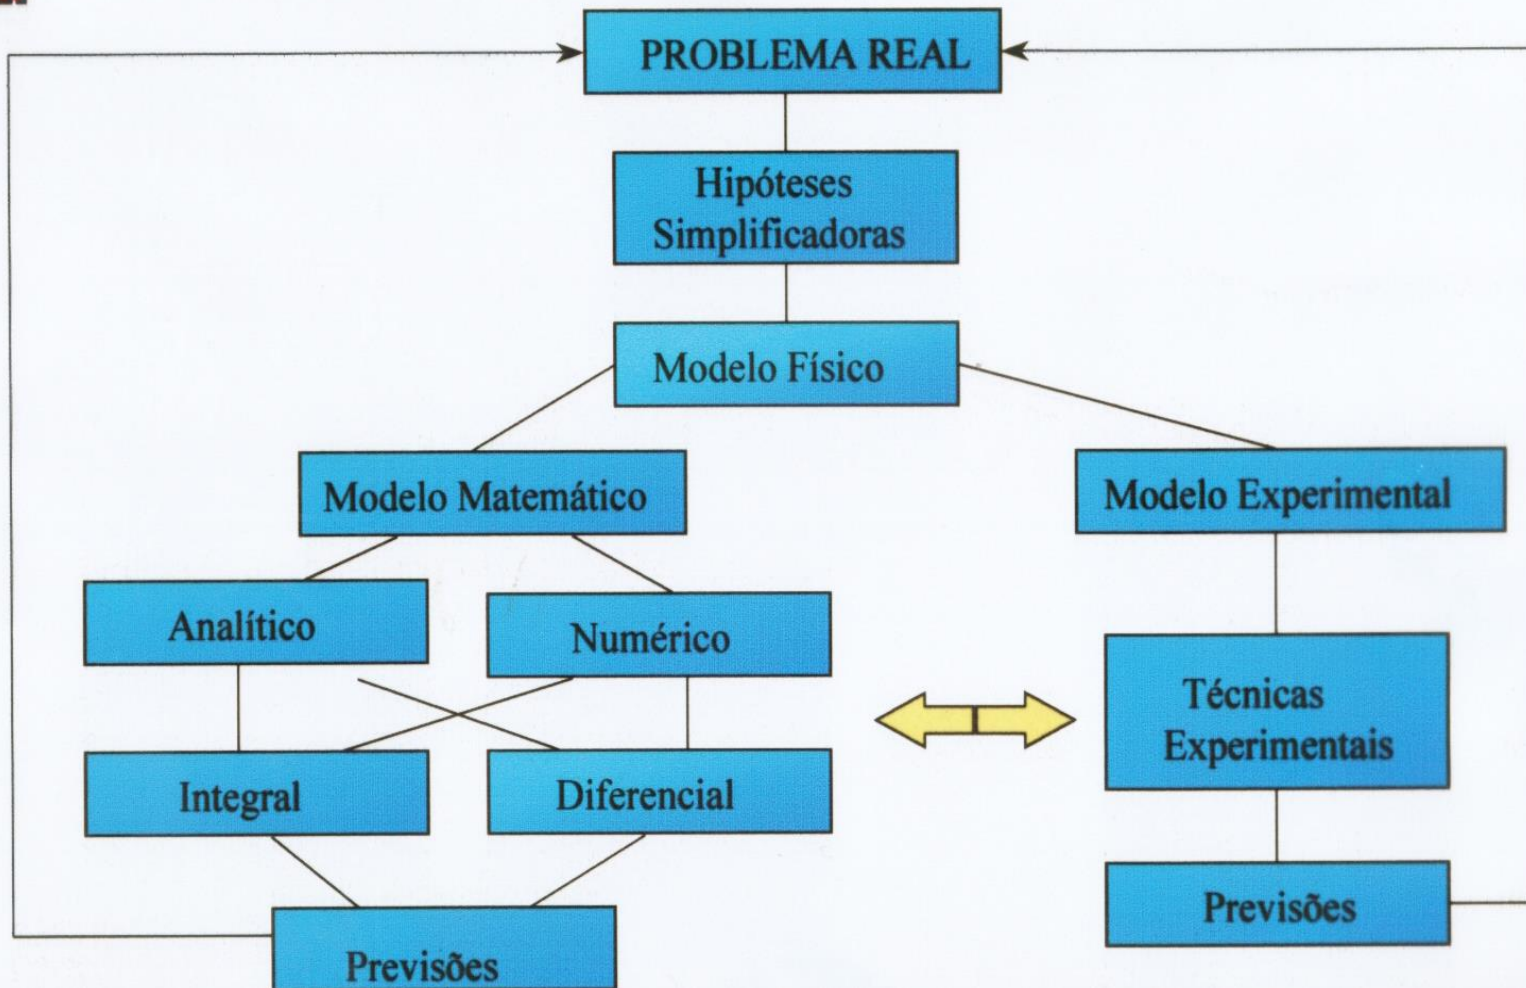 PROBLEMA REAL
Hipóteses
Simplificadoras
Modelo Físico
Modelo Matemático
Modelo Experimental
Analítico
Numérico
Técnicas
Experimentais
Integral
Diferencial
Previsões
Previsões